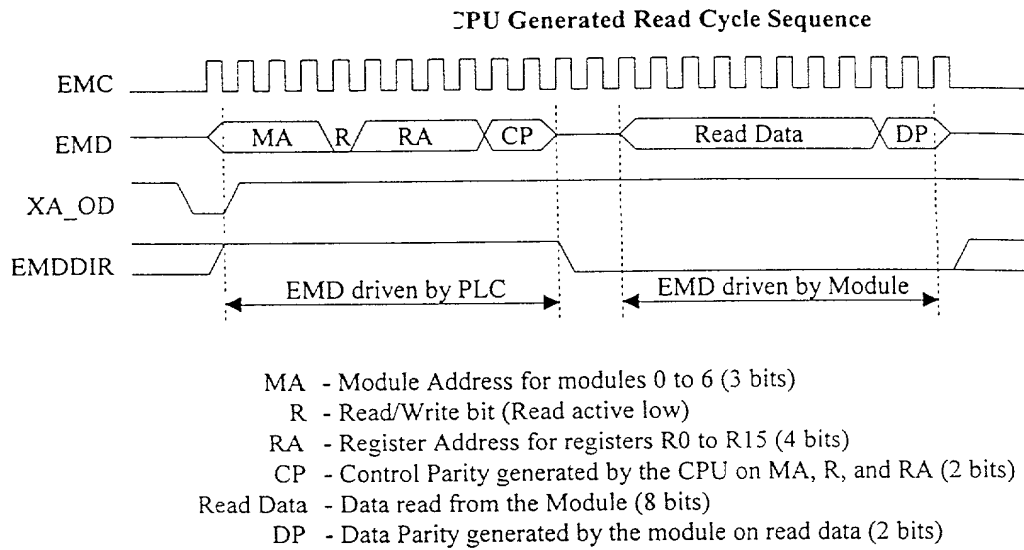 CPU Generated Read Cycle Sequence
EMC
EMD MA R RA CP Read Data DP
XA_OD
EMDDIR
EMD driven by PLC EMD driven by Module
MA - Module Address for modules 0 to 6 (3 bits)
R - Read/Write bit (Read active low)
RA - Register Address for registers R0 to R15 (4 bits)
CP - Control Parity generated by the CPU on MA, R, and RA (2 bits)
Read Data - Data read from the Module (8 bits)
DP - Data Parity generated by the module on read data (2 bits)